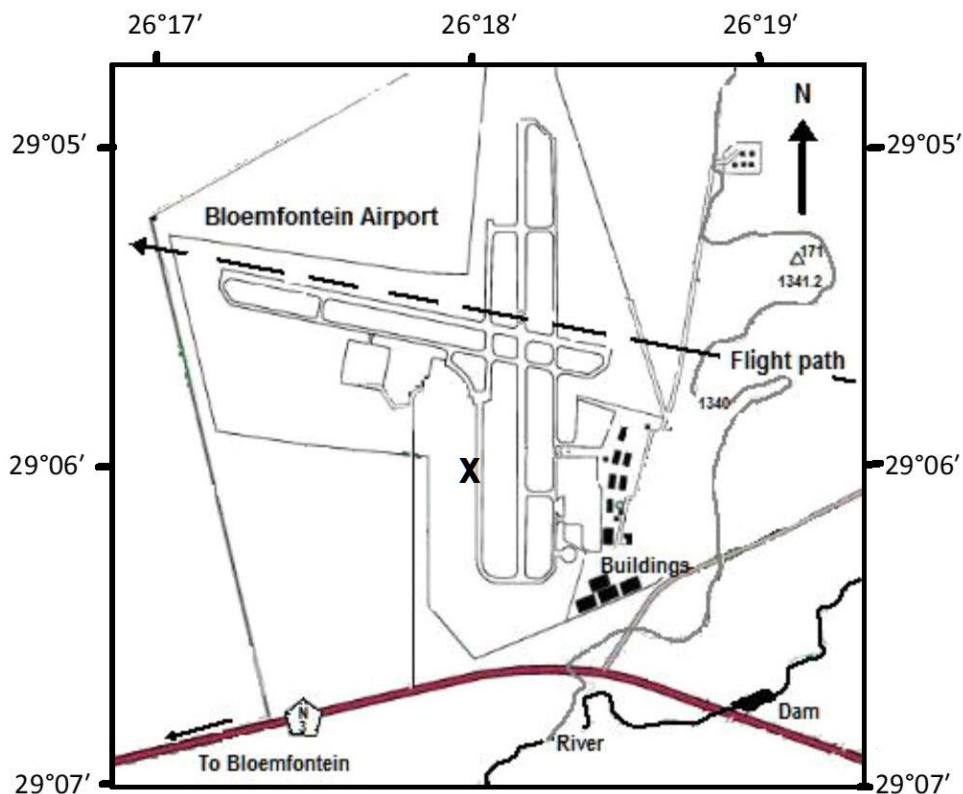 26°17′
26°18′
26°19′
N
29°05′
29°05′
Bloemfontein Airport
171
1341.2
Flight path
1340
29°06′
X
29°06′
Buildings
N
3
Dam
River
To Bloemfontein
29°07′
29°07′